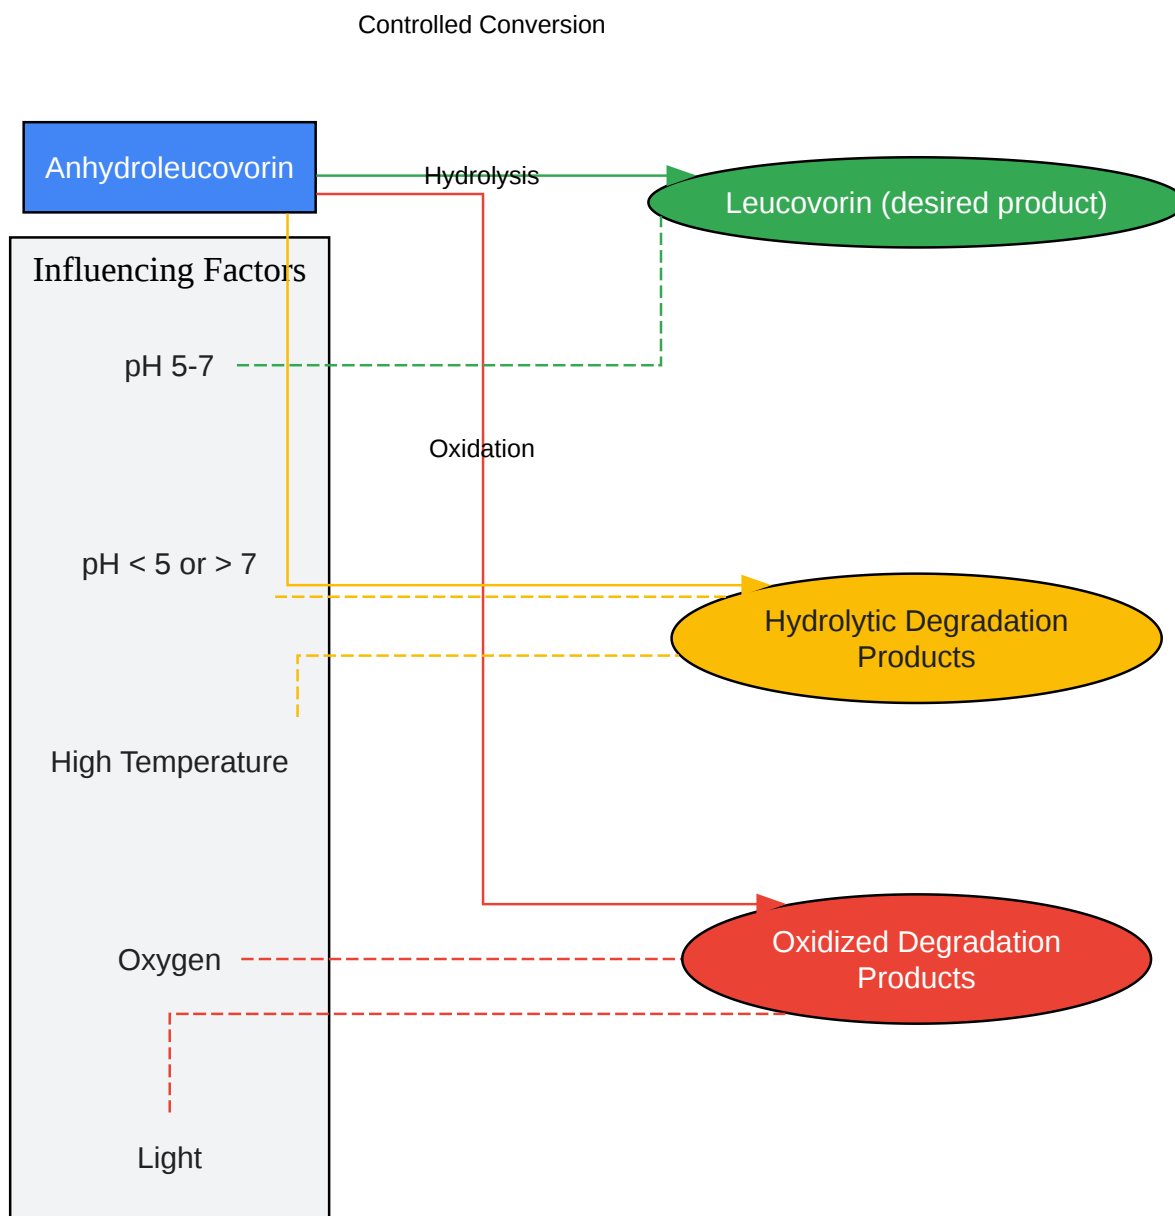 Controlled Conversion
Anhydroleucovorin
Hydrolysis
Leucovorin (desired product)
Influencing Factors
pH 5-7
Oxidation
pH < 5 or > 7
Hydrolytic Degradation
Products
High Temperature
Oxygen
Oxidized Degradation
Products
Light